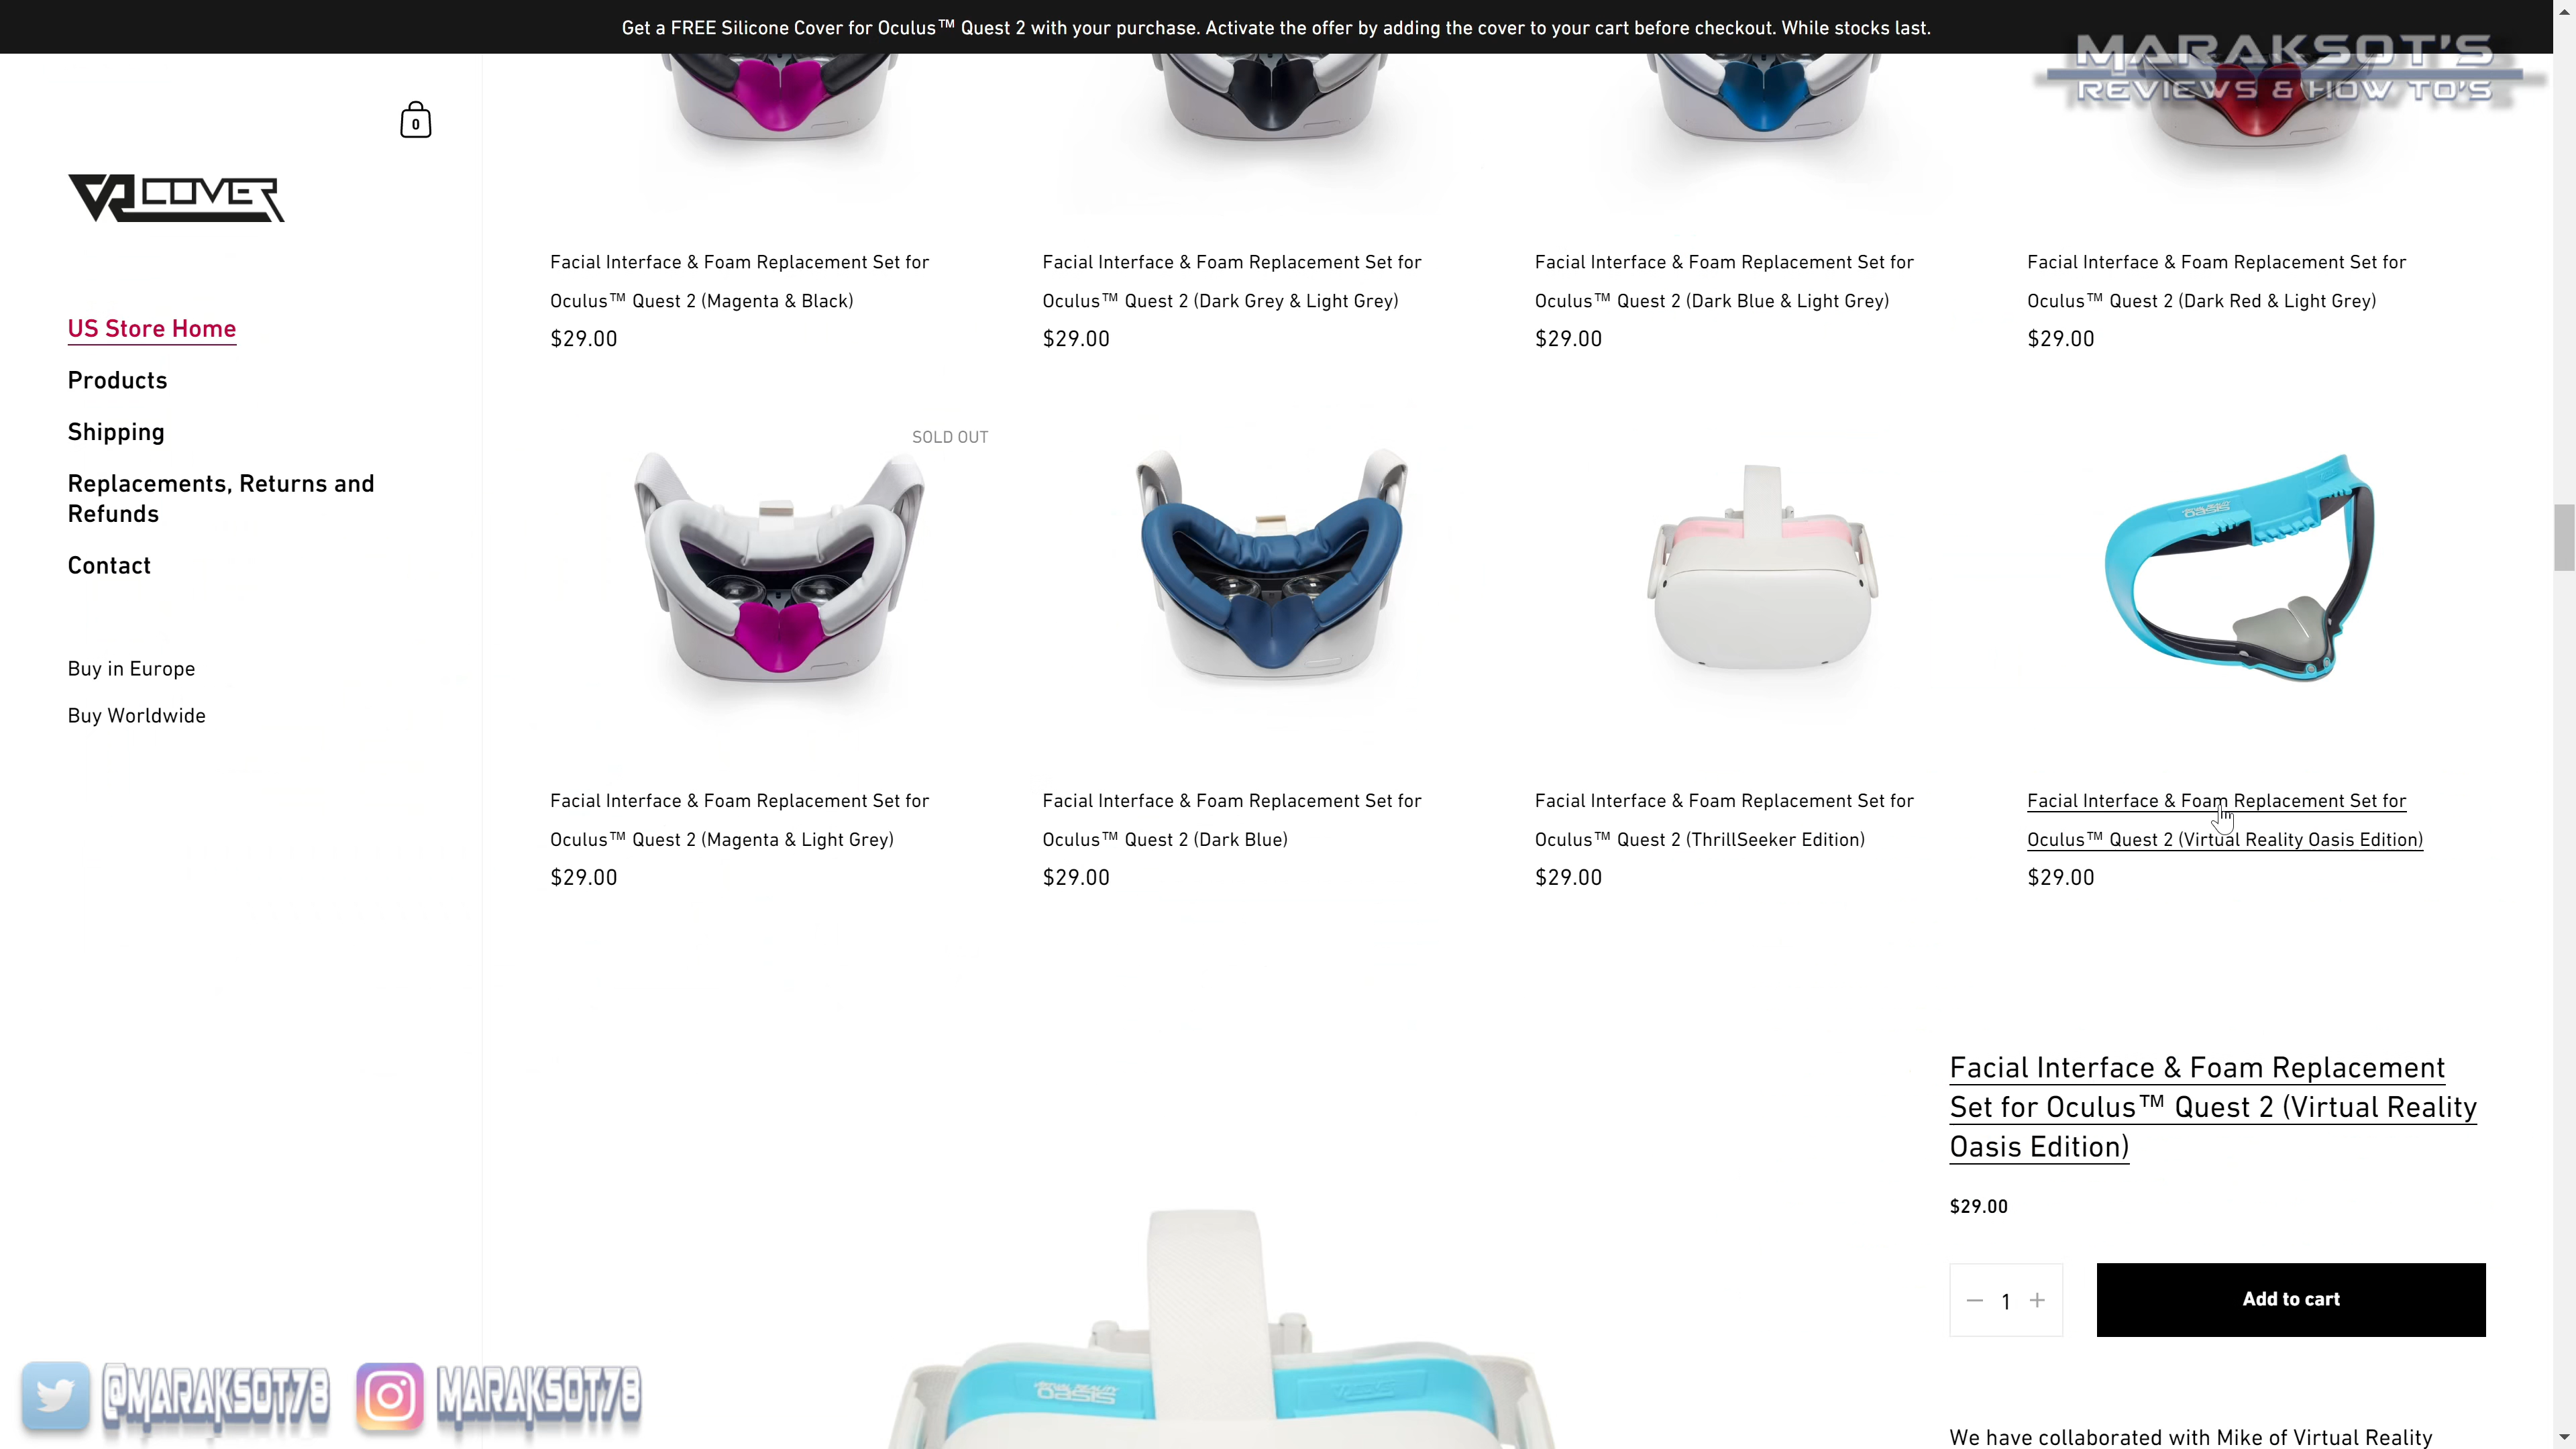 Get a FREE Silicone Cover for Oculus™ Quest 2 with your purchase. Activate the offer by adding the cover to your cart before checkout. While stocks last.
MARAKSOT'S
REVIEWS & HOW TO'S
0
VR COVER
US Store Home
Products
Shipping
Replacements, Returns and
Refunds
Contact
Buy in Europe
Buy Worldwide
Facial Interface & Foam Replacement Set for
Oculus™ Quest 2 (Magenta & Black)
$29.00
Facial Interface & Foam Replacement Set for
Oculus™ Quest 2 (Dark Grey & Light Grey)
$29.00
Facial Interface & Foam Replacement Set for
Oculus™ Quest 2 (Dark Blue & Light Grey)
$29.00
Facial Interface & Foam Replacement Set for
Oculus™ Quest 2 (Dark Red & Light Grey)
$29.00
SOLD OUT
Facial Interface & Foam Replacement Set for
Oculus™ Quest 2 (Magenta & Light Grey)
$29.00
Facial Interface & Foam Replacement Set for
Oculus™ Quest 2 (Dark Blue)
$29.00
Facial Interface & Foam Replacement Set for
Oculus™ Quest 2 (ThrillSeeker Edition)
$29.00
Facial Interface & Foam Replacement Set for
Oculus™ Quest 2 (Virtual Reality Oasis Edition)
$29.00
Facial Interface & Foam Replacement
Set for Oculus™ Quest 2 (Virtual Reality
Oasis Edition)
$29.00
1
Add to cart
We have collaborated with Mike of Virtual Reality
VIRTUAL REALITY
OASIS
@MARAKSOT78
MARAKSOT78